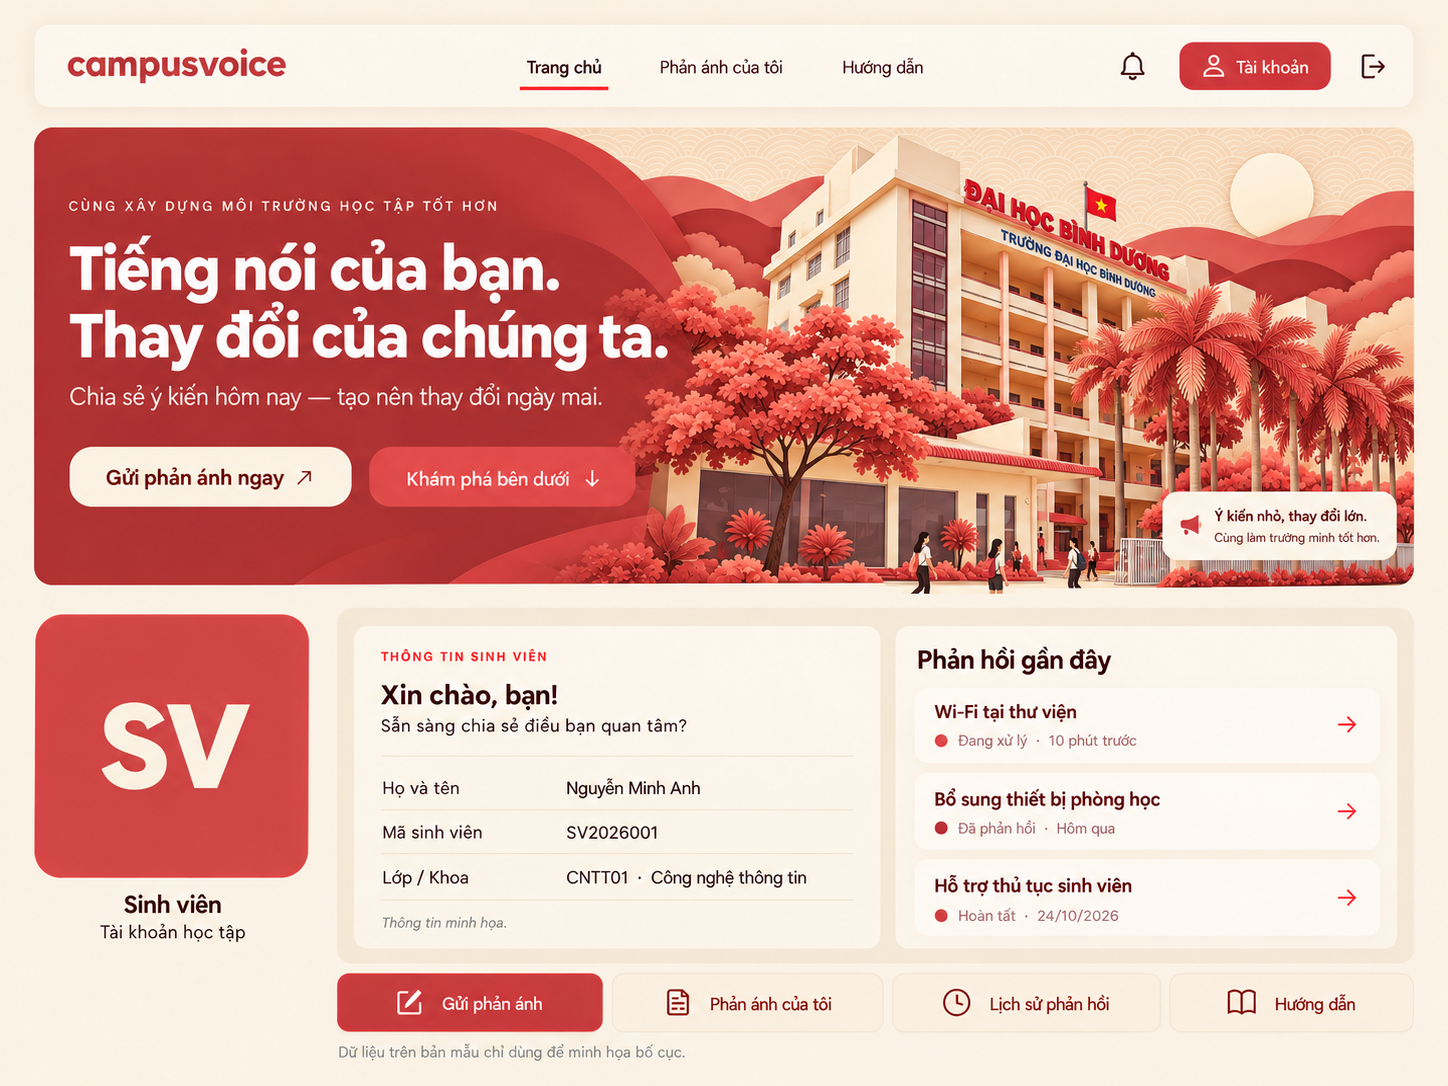 campusvoice
Trang chủ
Phản ánh của tôi
Hướng dẫn
Tài khoản
CÙNG XÂY DỰNG MÔI TRƯỜNG HỌC TẬP TỐT HƠN
Tiếng nói của bạn.
Thay đổi của chúng ta.
Chia sẻ ý kiến hôm nay — tạo nên thay đổi ngày mai.
Gửi phản ánh ngay
Khám phá bên dưới
ĐẠI HỌC BÌNH DƯƠNG
TRƯỜNG ĐẠI HỌC BÌNH DƯƠNG
Ý kiến nhỏ, thay đổi lớn.
Cùng làm trường mình tốt hơn.
SV
Sinh viên
Tài khoản học tập
THÔNG TIN SINH VIÊN
Xin chào, bạn!
Sẵn sàng chia sẻ điều bạn quan tâm?
Họ và tên Nguyễn Minh Anh
Mã sinh viên SV2026001
Lớp / Khoa CNTT01 · Công nghệ thông tin
Thông tin minh họa.
Phản hồi gần đây
Wi-Fi tại thư viện
Đang xử lý · 10 phút trước
Bổ sung thiết bị phòng học
Đã phản hồi · Hôm qua
Hỗ trợ thủ tục sinh viên
Hoàn tất · 24/10/2026
Gửi phản ánh
Phản ánh của tôi
Lịch sử phản hồi
Hướng dẫn
Dữ liệu trên bản mẫu chỉ dùng để minh họa bố cục.